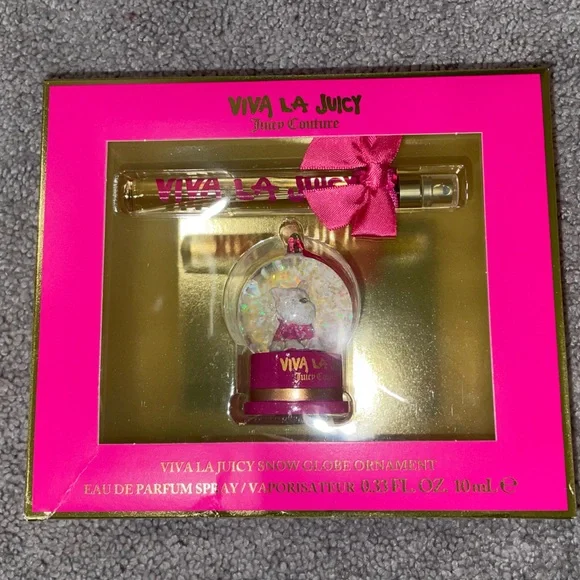 VIVA LA JUICY
Juicy Couture
VIVA LA JUICY
VIVA LA
Juicy Couture
VIVA LA JUICY SNOW GLOBE ORNAMENT
EAU DE PARFUM SPRAY / VAPORISATEUR 0.33 FL. OZ. 10 mL ℮